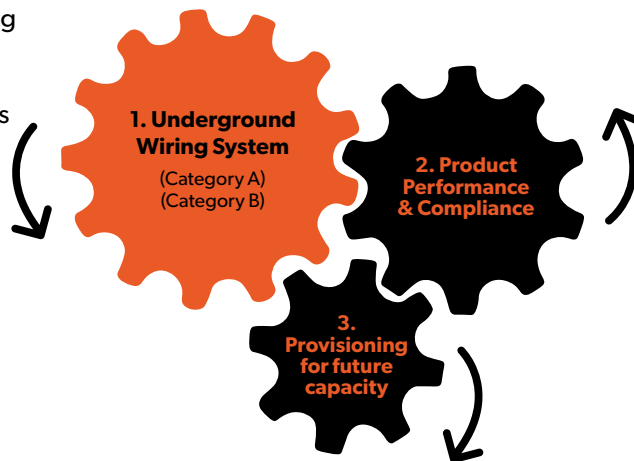 g
s
1. Underground
Wiring System
(Category A)
(Category B)
2. Product
Performance
& Compliance
3.
Provisioning
for future
capacity